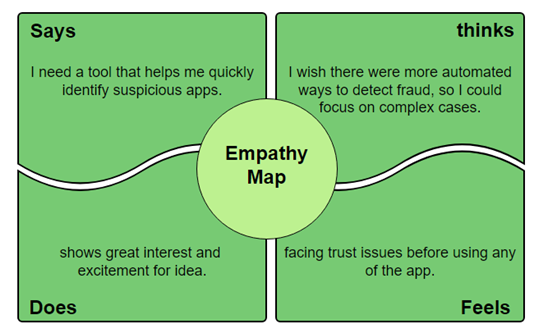 Says
I need a tool that helps me quickly
identify suspicious apps.
thinks
I wish there were more automated
ways to detect fraud, so I could
focus on complex cases.
Empathy
Map
shows great interest and
excitement for idea.
Does
facing trust issues before using any
of the app.
Feels